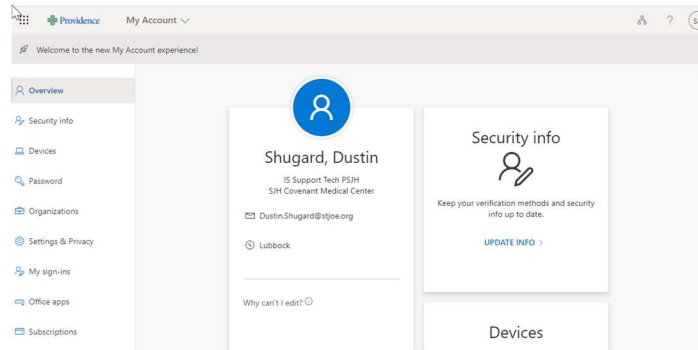 Providence My Account
?
S
Welcome to the new My Account experience!
Overview
Security info
Devices
Password
Organizations
Settings & Privacy
My sign-ins
Office apps
Subscriptions
Shugard, Dustin
IS Support Tech PSJH
SJH Covenant Medical Center
Dustin.Shugard@stjoe.org
Lubbock
Why can't I edit?
Security info
Keep your verification methods and security
info up to date.
UPDATE INFO >
Devices